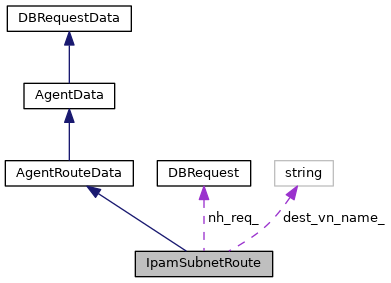 DBRequestData
AgentData
AgentRouteData
DBRequest
string
nh_req_
dest_vn_name_
IpamSubnetRoute